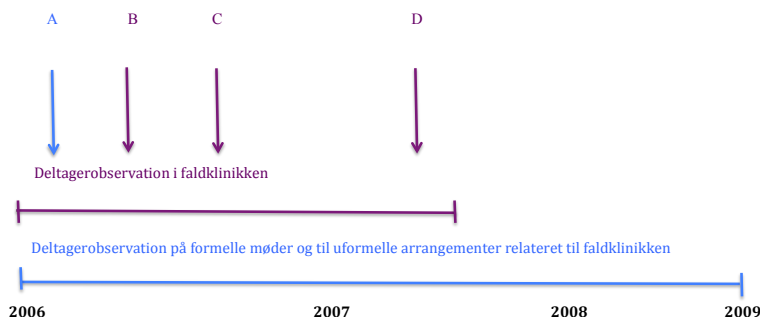 A B C D
Deltagerobservation i faldklinikken
Deltagerobservation på formelle møder og til uformelle arrangementer relateret til faldklinikken
2006 2007 2008 2009